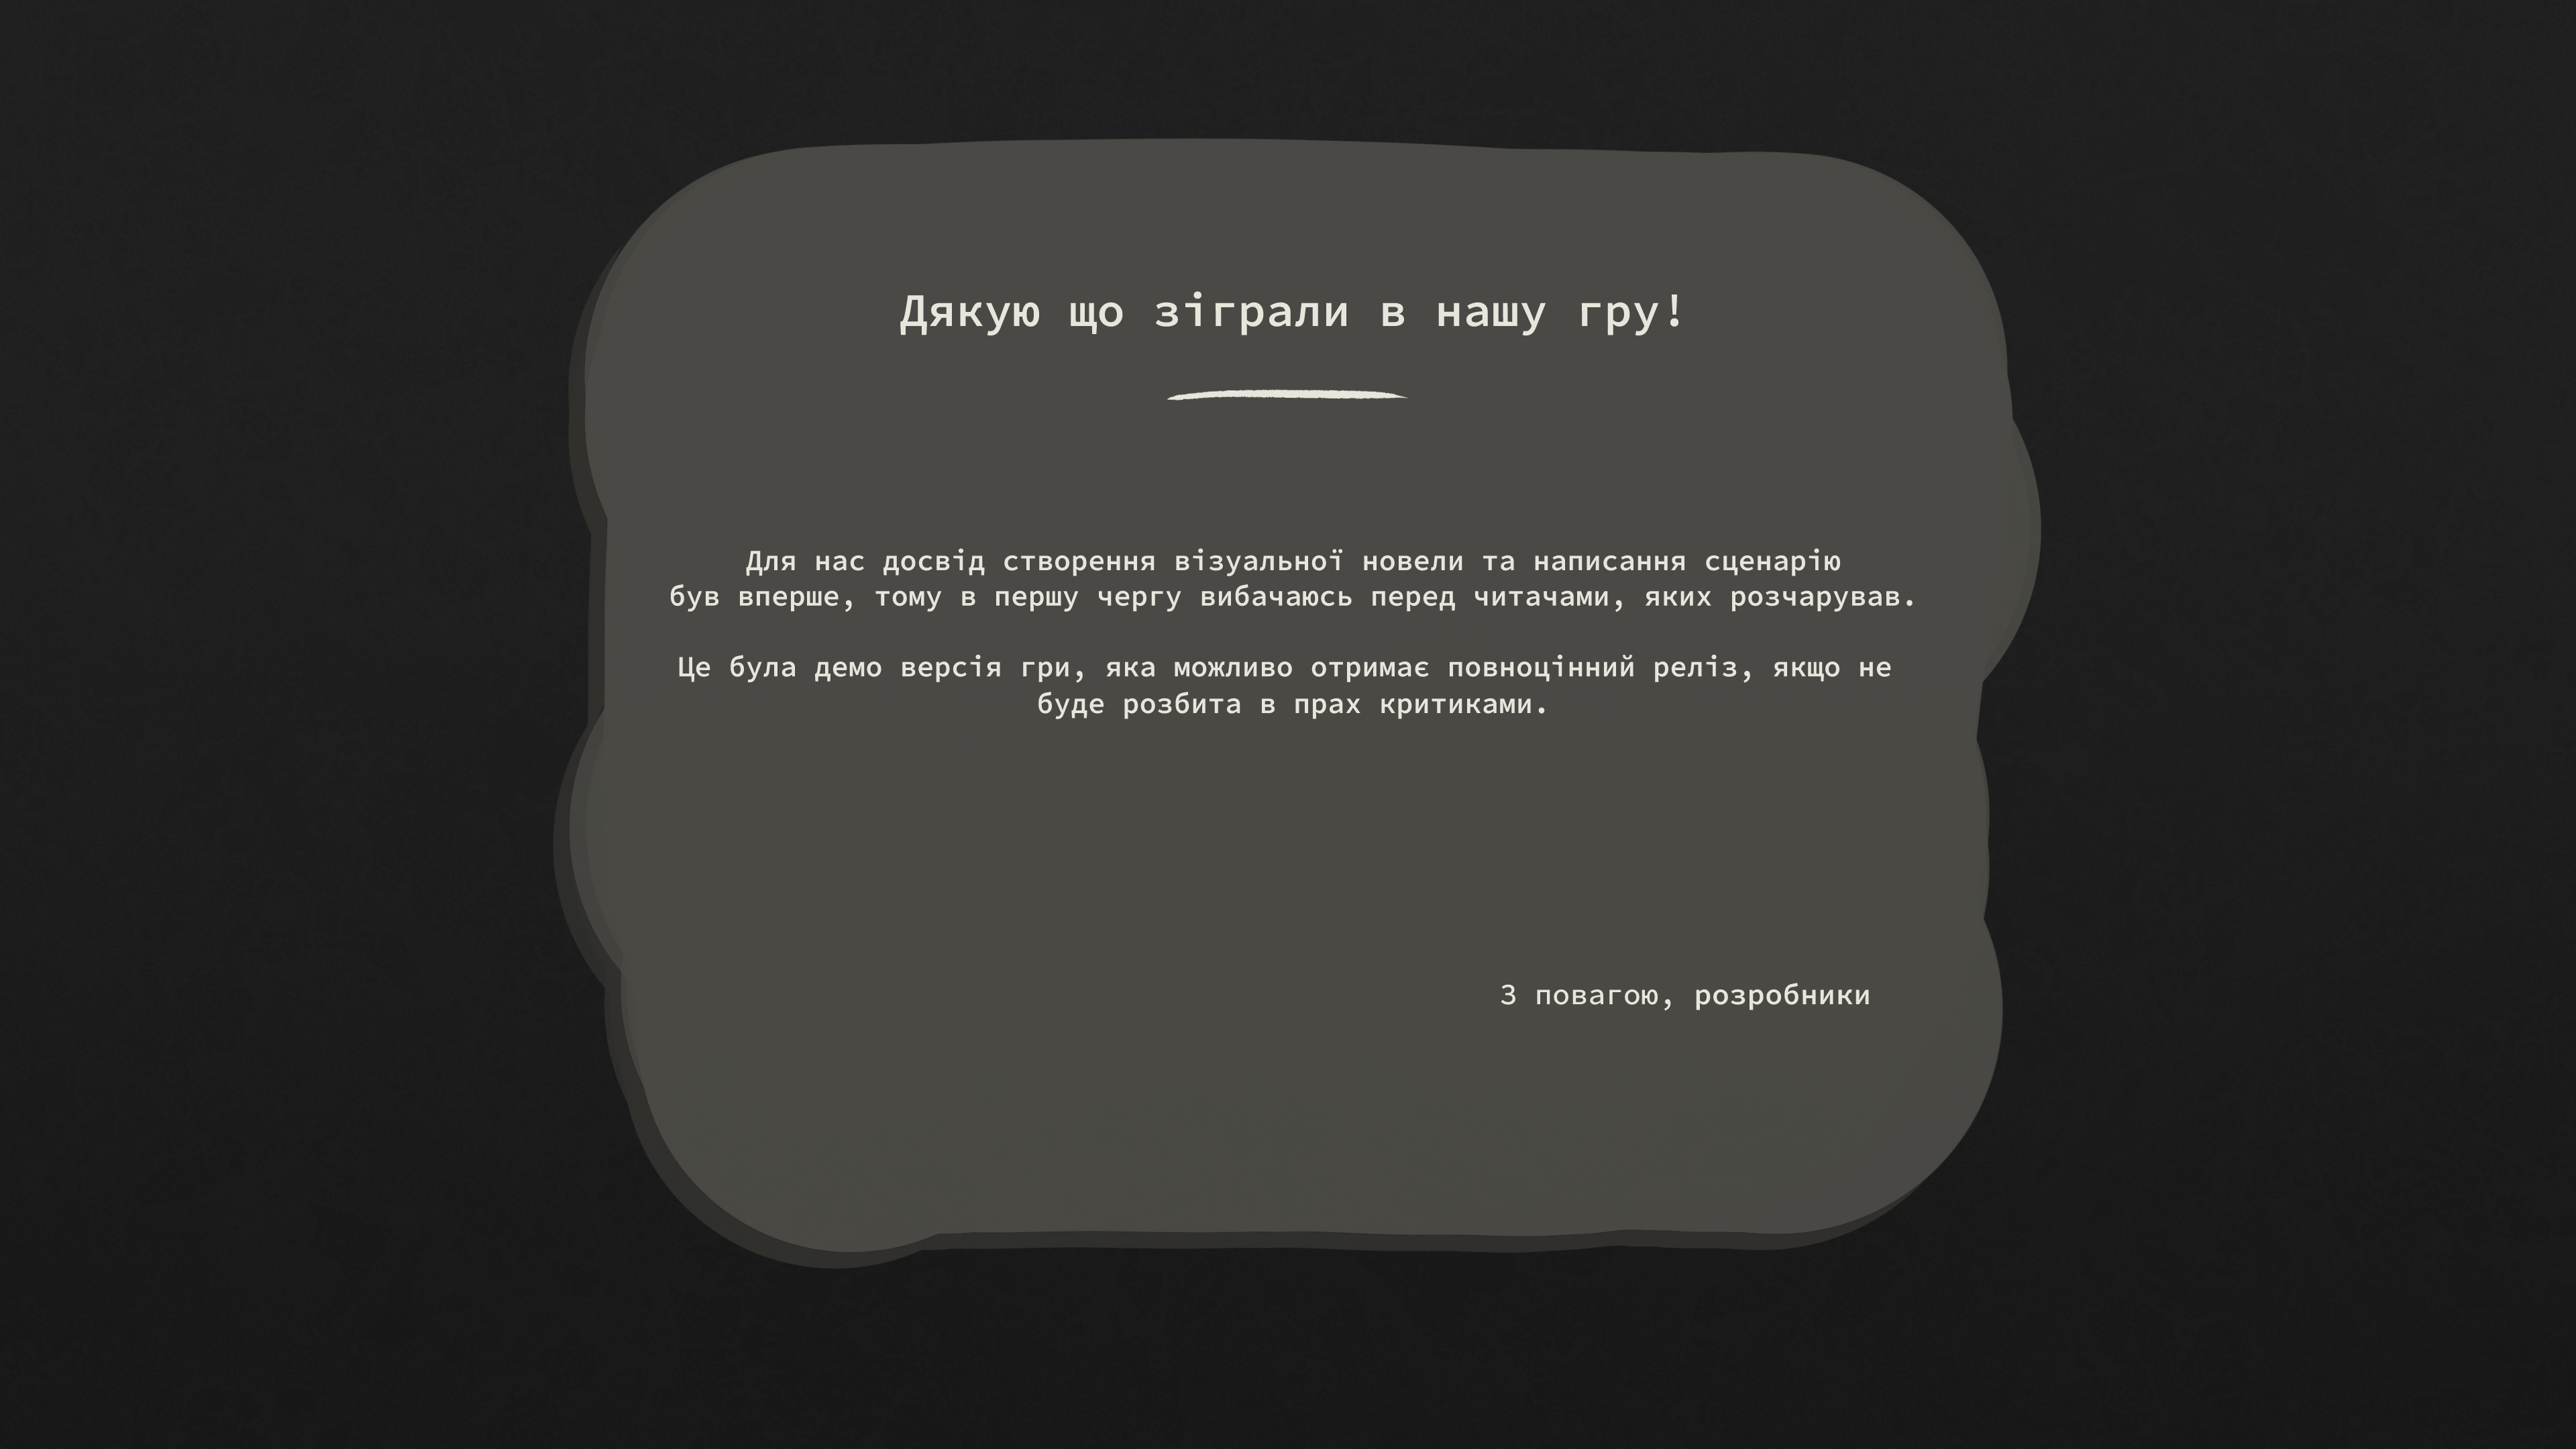 Дякую що зіграли в нашу гру!
Для нас досвід створення візуальної новели та написання сценарію
був вперше, тому в першу чергу вибачаюсь перед читачами, яких розчарував.
Це була демо версія гри, яка можливо отримає повноцінний реліз, якщо не
буде розбита в прах критиками.
З повагою, розробники